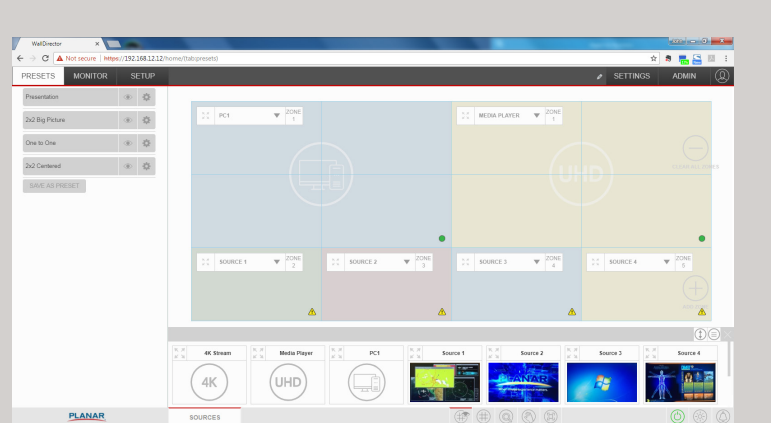 WallDirector
Not secure | https://192.168.12.12/home/(tab:presets)
PRESETS MONITOR SETUP
SETTINGS ADMIN
Presentation
2x2 Big Picture
One to One
2x2 Centered
SAVE AS PRESET
PC1 ZONE 1
MEDIA PLAYER ZONE 1
UHD
SOURCE 1 ZONE 2
SOURCE 2 ZONE 3
SOURCE 3 ZONE 4
SOURCE 4 ZONE 5
4K Stream
Media Player
PC1
Source 1
Source 2
Source 3
Source 4
4K
UHD
PLANAR
PLANAR
SOURCES